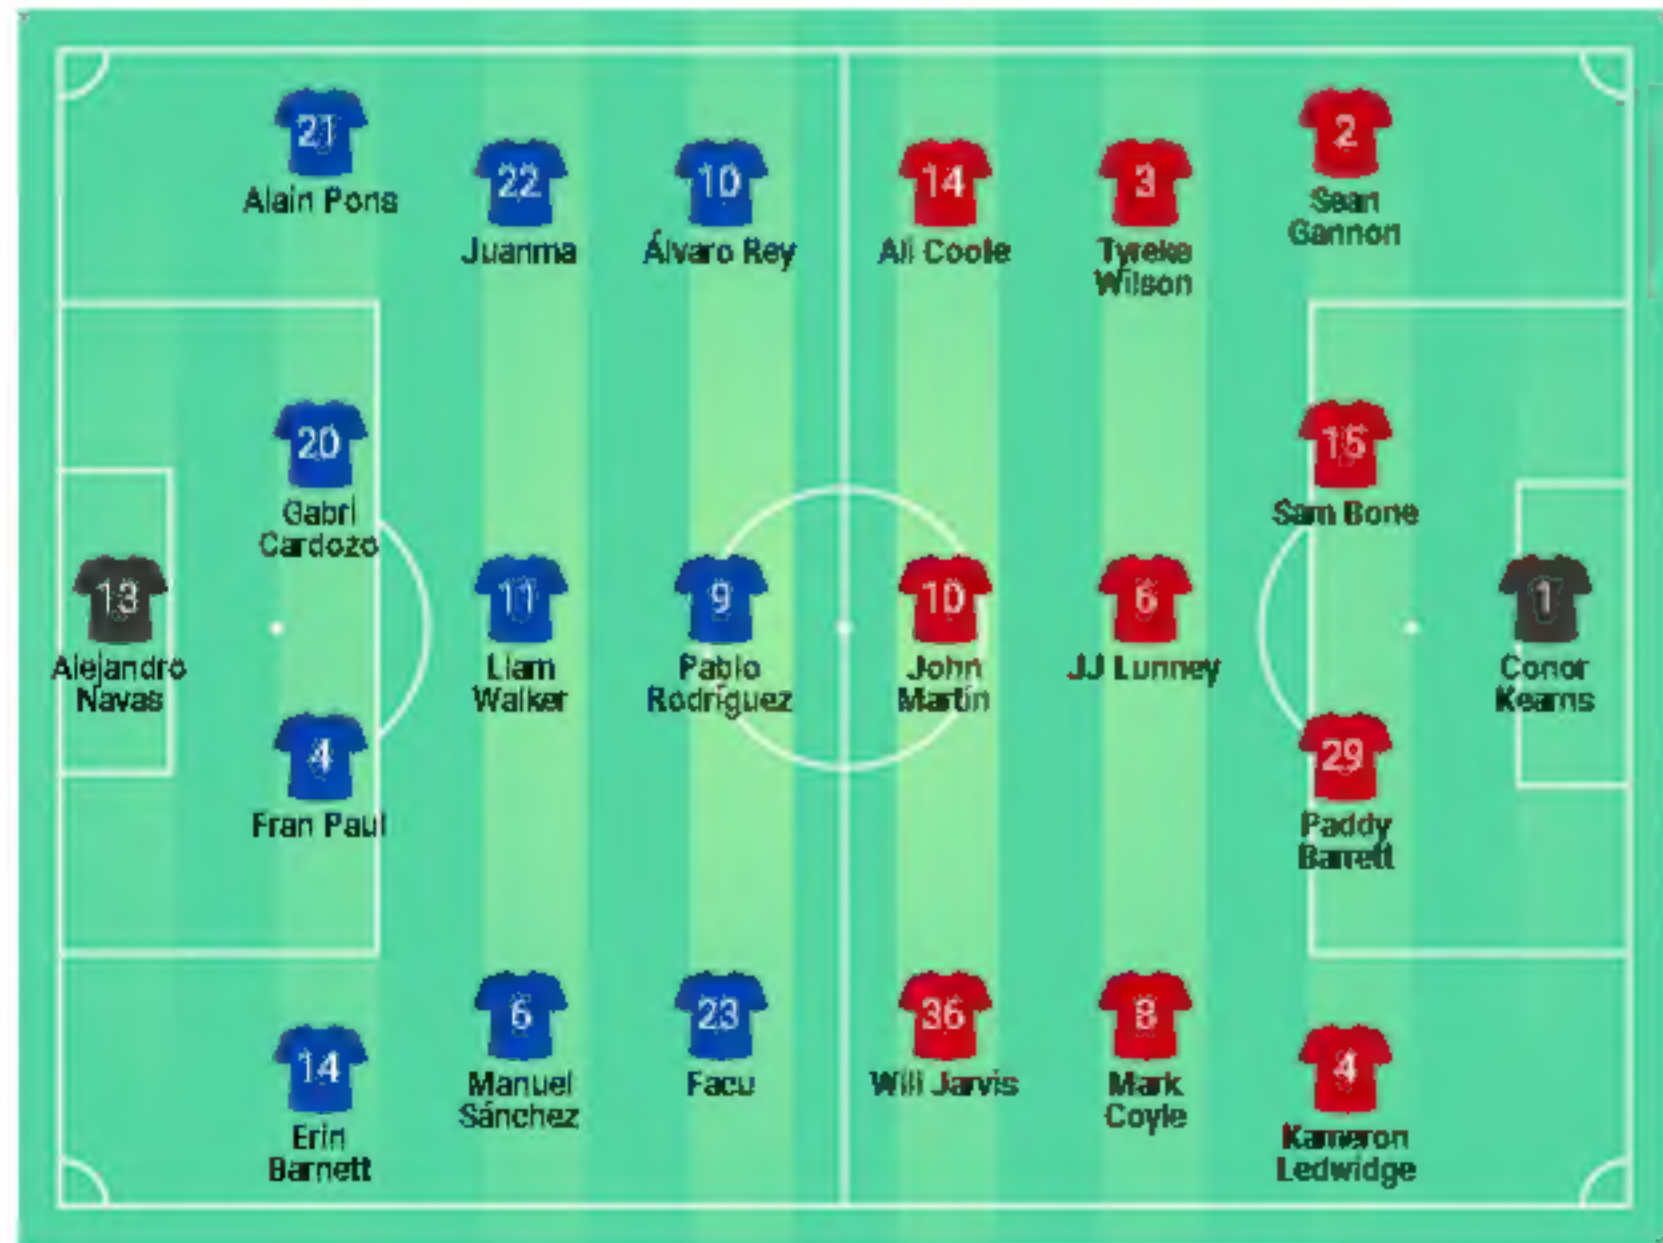 21
Alain Pons
22
Juanma
10
Álvaro Rey
20
Gabri
Cardozo
13
Alejandro
Navas
11
Liam
Walker
9
Pablo
Rodríguez
4
Fran Paul
14
Erin
Barnett
6
Manuel
Sánchez
23
Facu
14
Ali Coole
3
Tyreke
Wilson
2
Sean
Gannon
15
Sam Bone
10
John
Martin
6
JJ Lunney
1
Conor
Kearns
29
Paddy
Barrett
36
Will Jarvis
8
Mark
Coyle
4
Kameron
Ledwidge